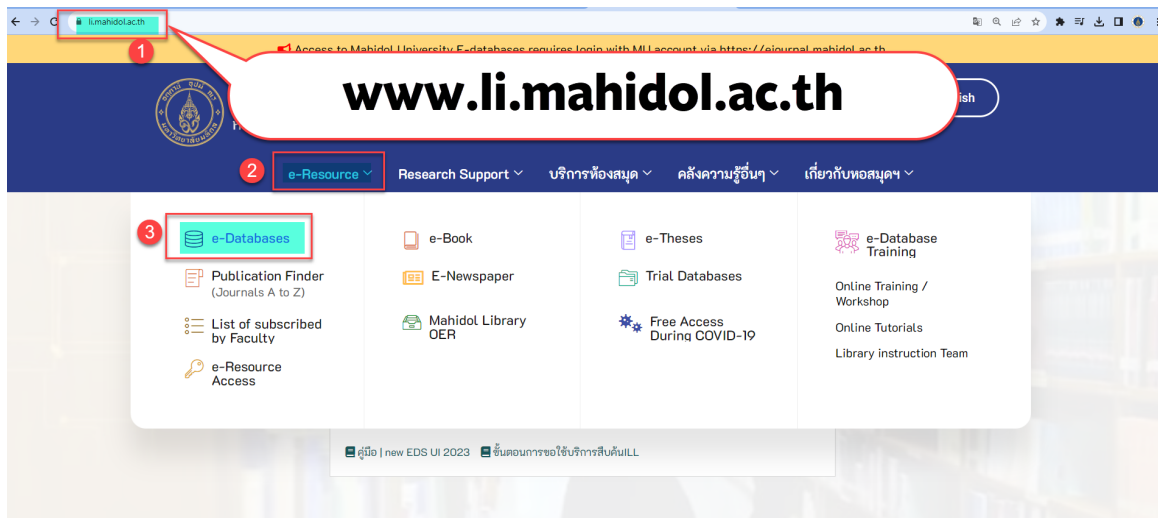 li.mahidol.ac.th
1
Access to Mahidol University E-databases requires login with MU account via https://ejournal.mahidol.ac.th
www.li.mahidol.ac.th
ish
2
e-Resource
Research Support
บริการห้องสมุด
คลังความรู้อื่นๆ
เกี่ยวกับหอสมุดฯ
3
e-Databases
Publication Finder
(Journals A to Z)
List of subscribed
by Faculty
e-Resource
Access
e-Book
E-Newspaper
Mahidol Library
OER
e-Theses
Trial Databases
Free Access
During COVID-19
e-Database
Training
Online Training /
Workshop
Online Tutorials
Library instruction Team
คู่มือ | new EDS UI 2023
ขั้นตอนการขอใช้บริการสืบค้นILL